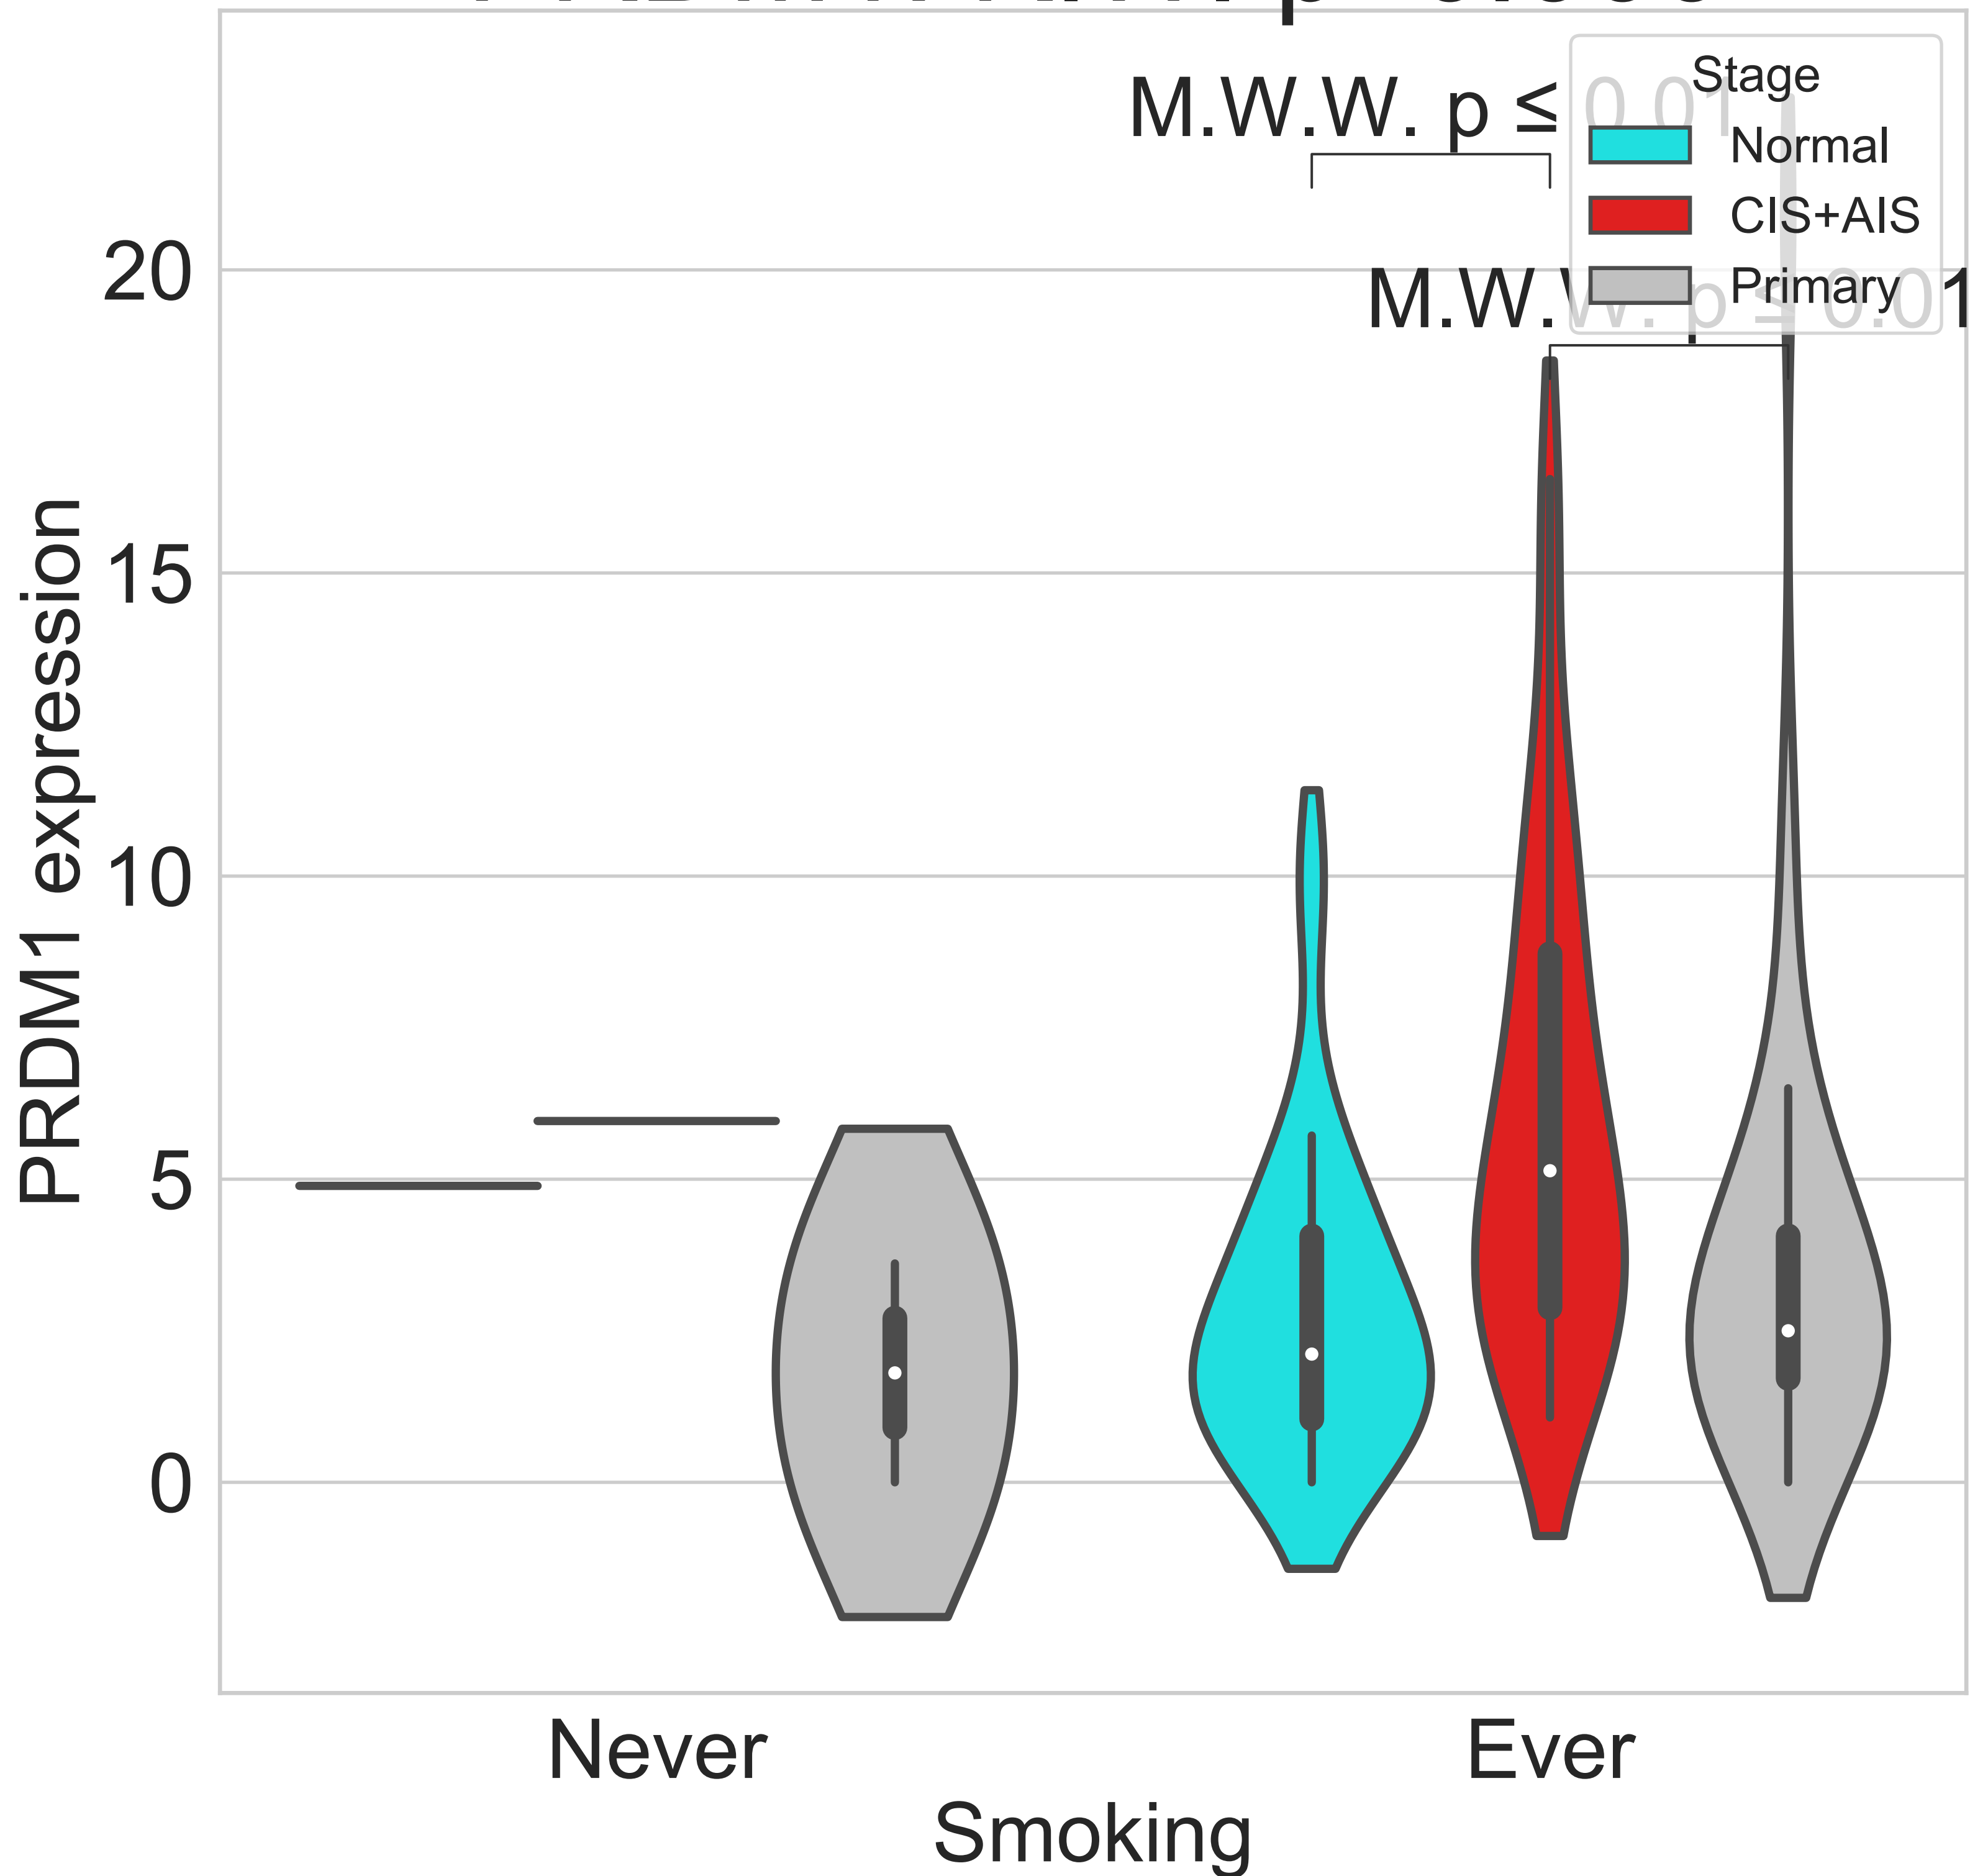 M.W.W. p ≤ 0.01
Stage
Normal
CIS+AIS
Primary
M.W.W. p ≤ 0.01
20
15
10
5
0
PRDM1 expression
Never
Ever
Smoking